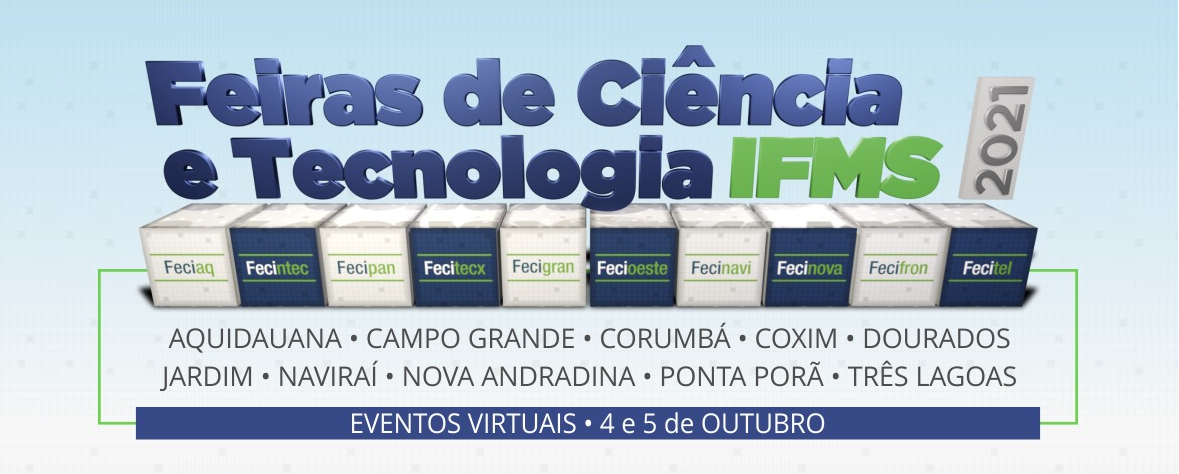 Feiras de Ciência
e Tecnologia IFMS
2021
Feciaq
Fecintec
Fecipan
Fecitecx
Fecigran
Fecioeste
Fecinavi
Fecinova
Fecifron
Fecitel
AQUIDAUANA • CAMPO GRANDE • CORUMBÁ • COXIM • DOURADOS
JARDIM • NAVIRAÍ • NOVA ANDRADINA • PONTA PORÃ • TRÊS LAGOAS
EVENTOS VIRTUAIS • 4 e 5 de OUTUBRO